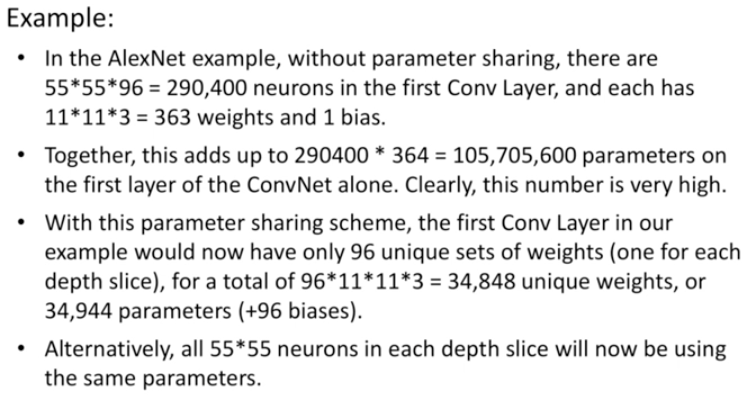 Example:
• In the AlexNet example, without parameter sharing, there are
55*55*96 = 290,400 neurons in the first Conv Layer, and each has
11*11*3 = 363 weights and 1 bias.
• Together, this adds up to 290400 * 364 = 105,705,600 parameters on
the first layer of the ConvNet alone. Clearly, this number is very high.
• With this parameter sharing scheme, the first Conv Layer in our
example would now have only 96 unique sets of weights (one for each
depth slice), for a total of 96*11*11*3 = 34,848 unique weights, or
34,944 parameters (+96 biases).
• Alternatively, all 55*55 neurons in each depth slice will now be using
the same parameters.